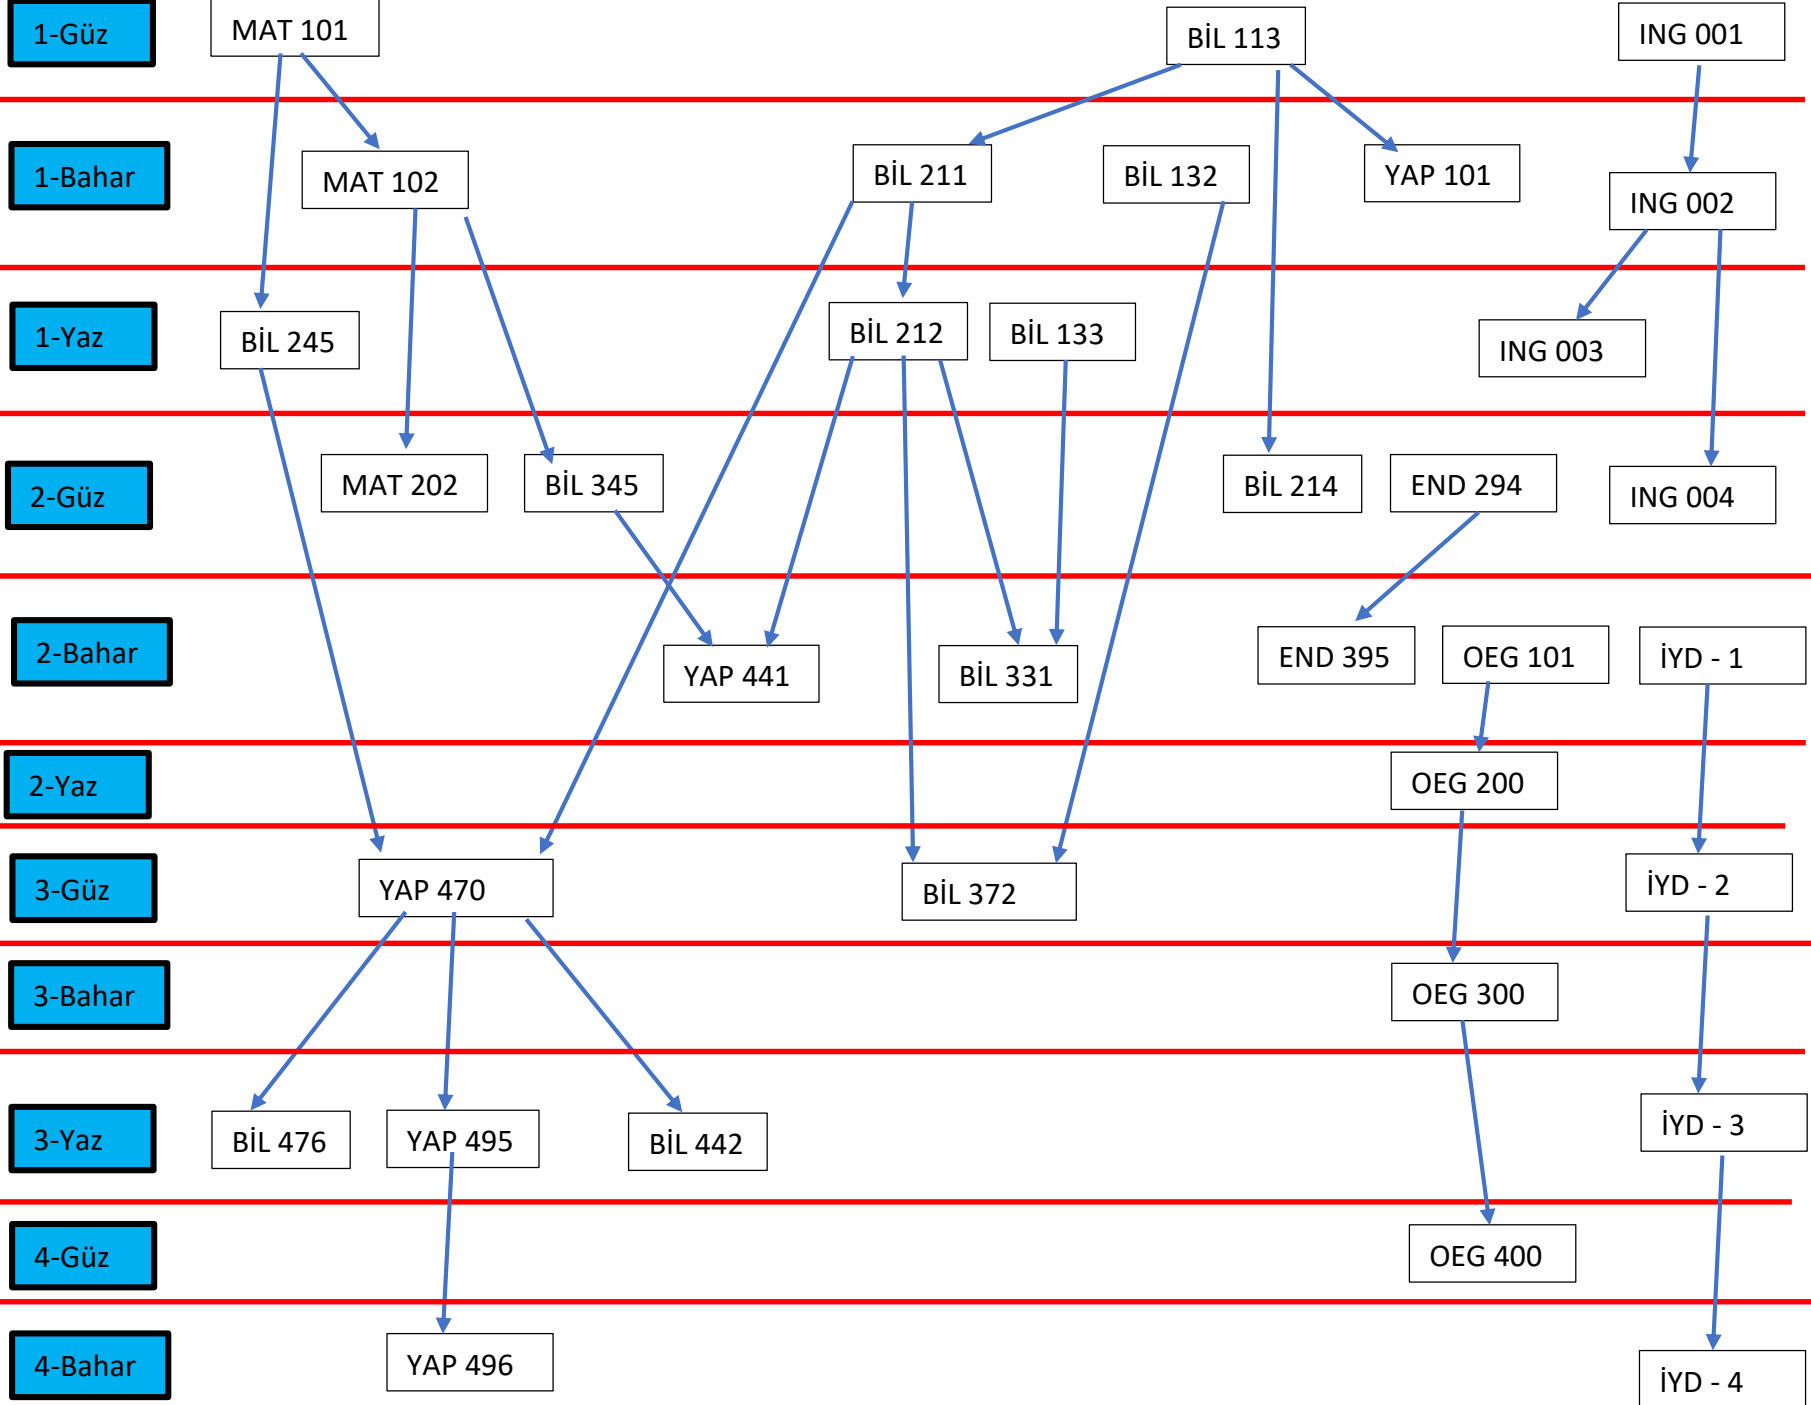 1-Güz
MAT 101
BİL 113
ING 001
1-Bahar
MAT 102
BİL 211
BİL 132
YAP 101
ING 002
1-Yaz
BİL 245
BİL 212
BİL 133
ING 003
2-Güz
MAT 202
BİL 345
BİL 214
END 294
ING 004
2-Bahar
YAP 441
BİL 331
END 395
OEG 101
İYD - 1
2-Yaz
OEG 200
3-Güz
YAP 470
BİL 372
İYD - 2
3-Bahar
OEG 300
3-Yaz
BİL 476
YAP 495
BİL 442
İYD - 3
4-Güz
OEG 400
4-Bahar
YAP 496
İYD - 4